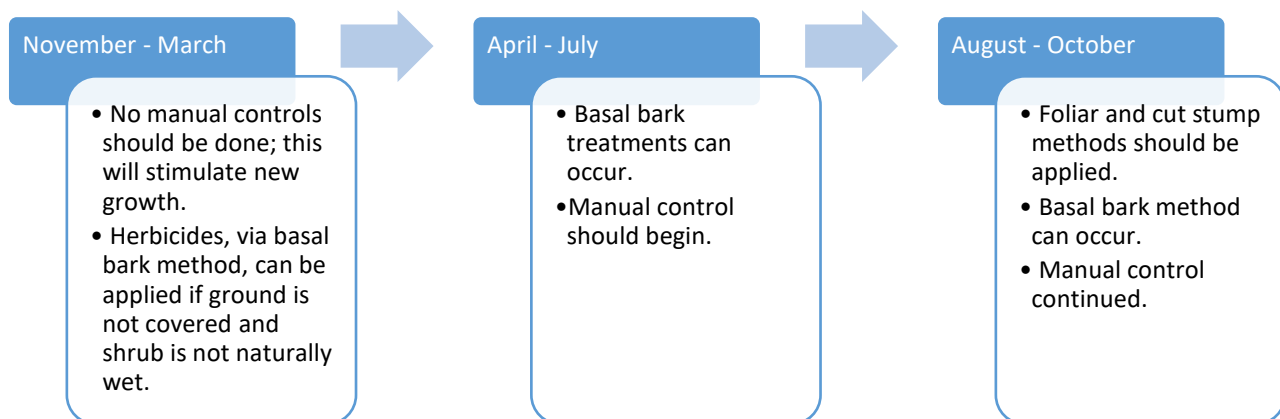 November - March
• No manual controls
should be done; this
will stimulate new
growth.
• Herbicides, via basal
bark method, can be
applied if ground is
not covered and
shrub is not naturally
wet.
April - July
• Basal bark
treatments can
occur.
•Manual control
should begin.
August - October
• Foliar and cut stump
methods should be
applied.
• Basal bark method
can occur.
• Manual control
continued.